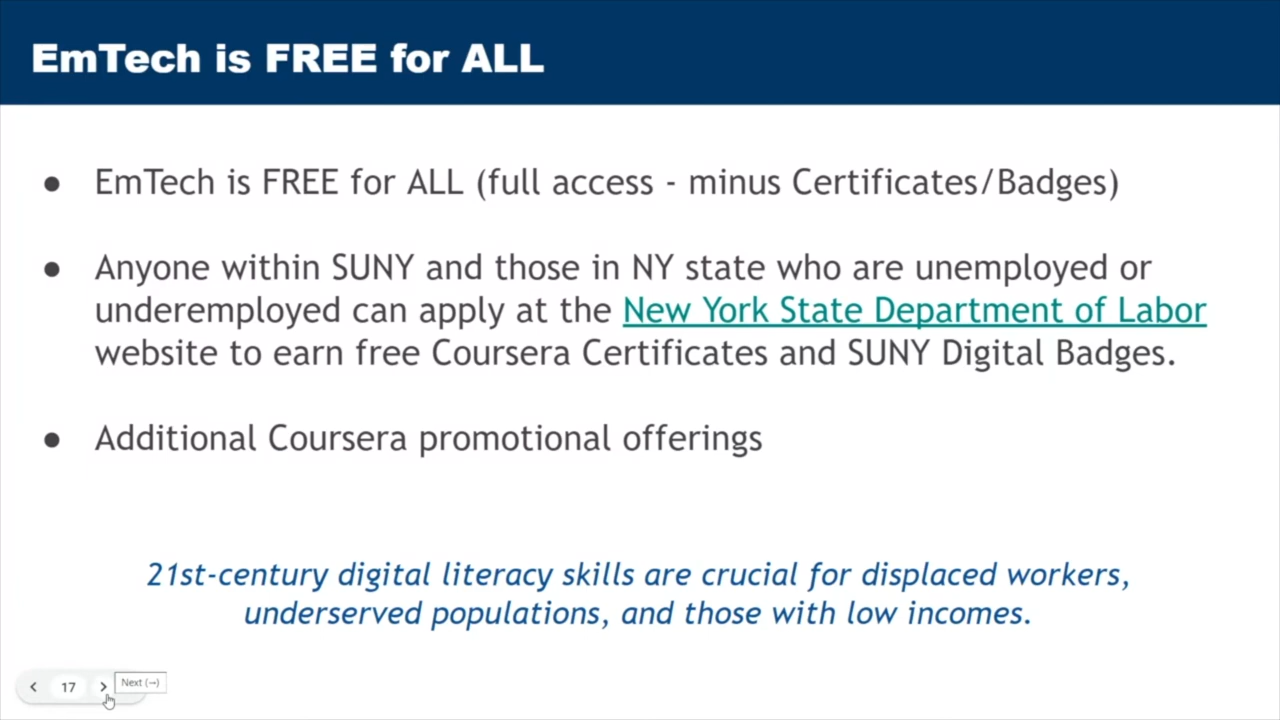 EmTech is FREE for ALL
● EmTech is FREE for ALL (full access - minus Certificates/Badges)
● Anyone within SUNY and those in NY state who are unemployed or
underemployed can apply at the New York State Department of Labor
website to earn free Coursera Certificates and SUNY Digital Badges.
● Additional Coursera promotional offerings
21st-century digital literacy skills are crucial for displaced workers,
underserved populations, and those with low incomes.
17
Next (→)